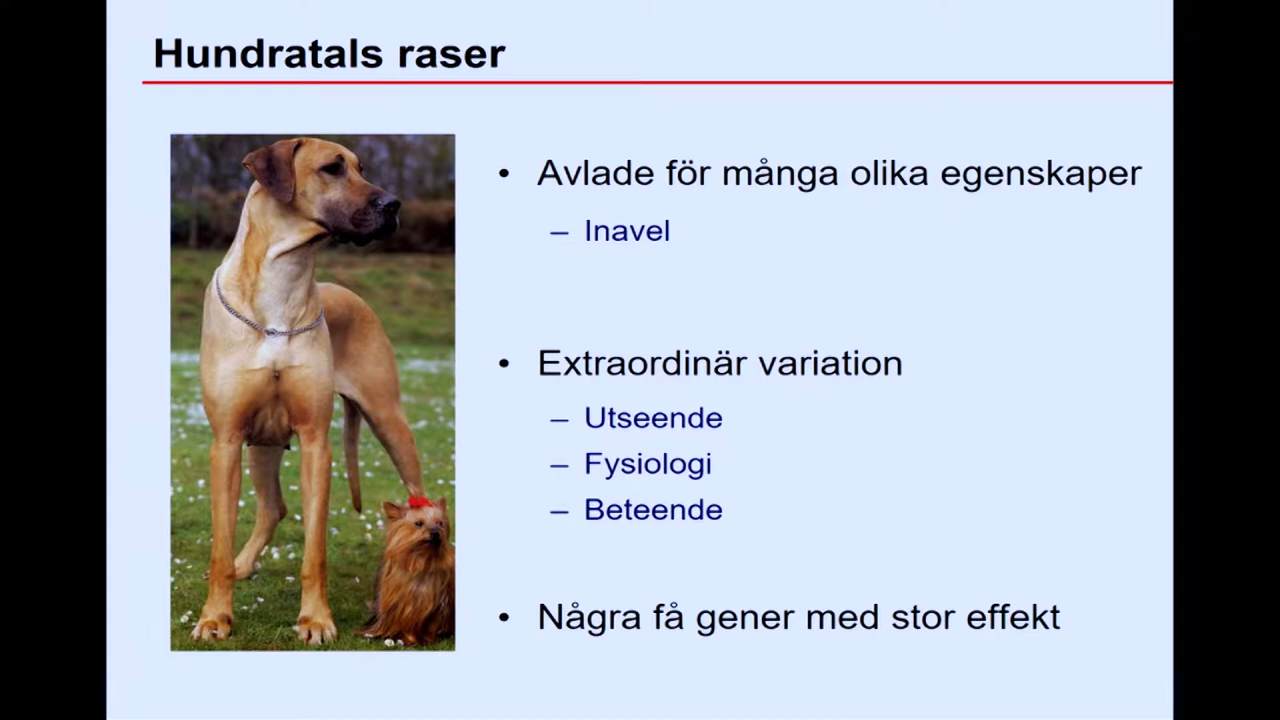 Hundratals raser
• Avlade för många olika egenskaper
– Inavel
• Extraordinär variation
– Utseende
– Fysiologi
– Beteende
• Några få gener med stor effekt